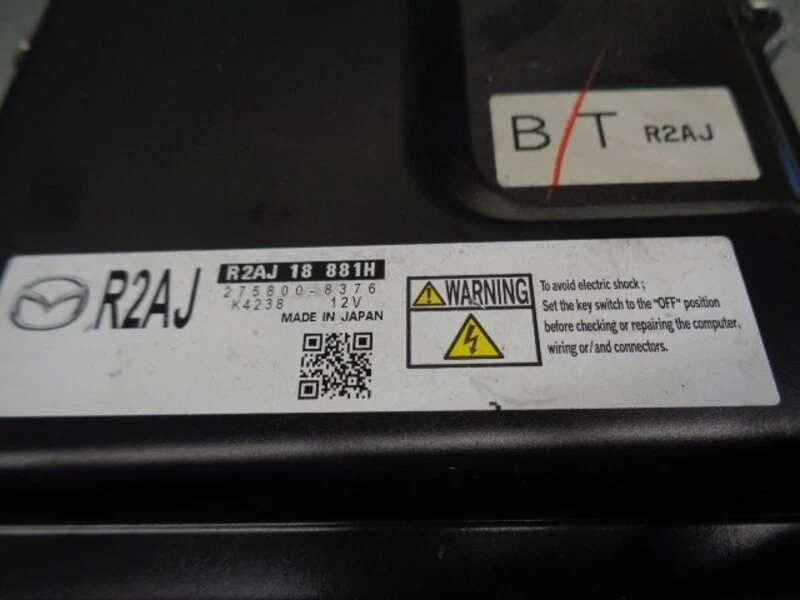 B/T R2AJ
R2AJ
R2AJ 18 881H
275800-8376
K4238 12V
MADE IN JAPAN
WARNING
To avoid electric shock;
Set the key switch to the "OFF" position
before checking or repairing the computer,
wiring or/and connectors.